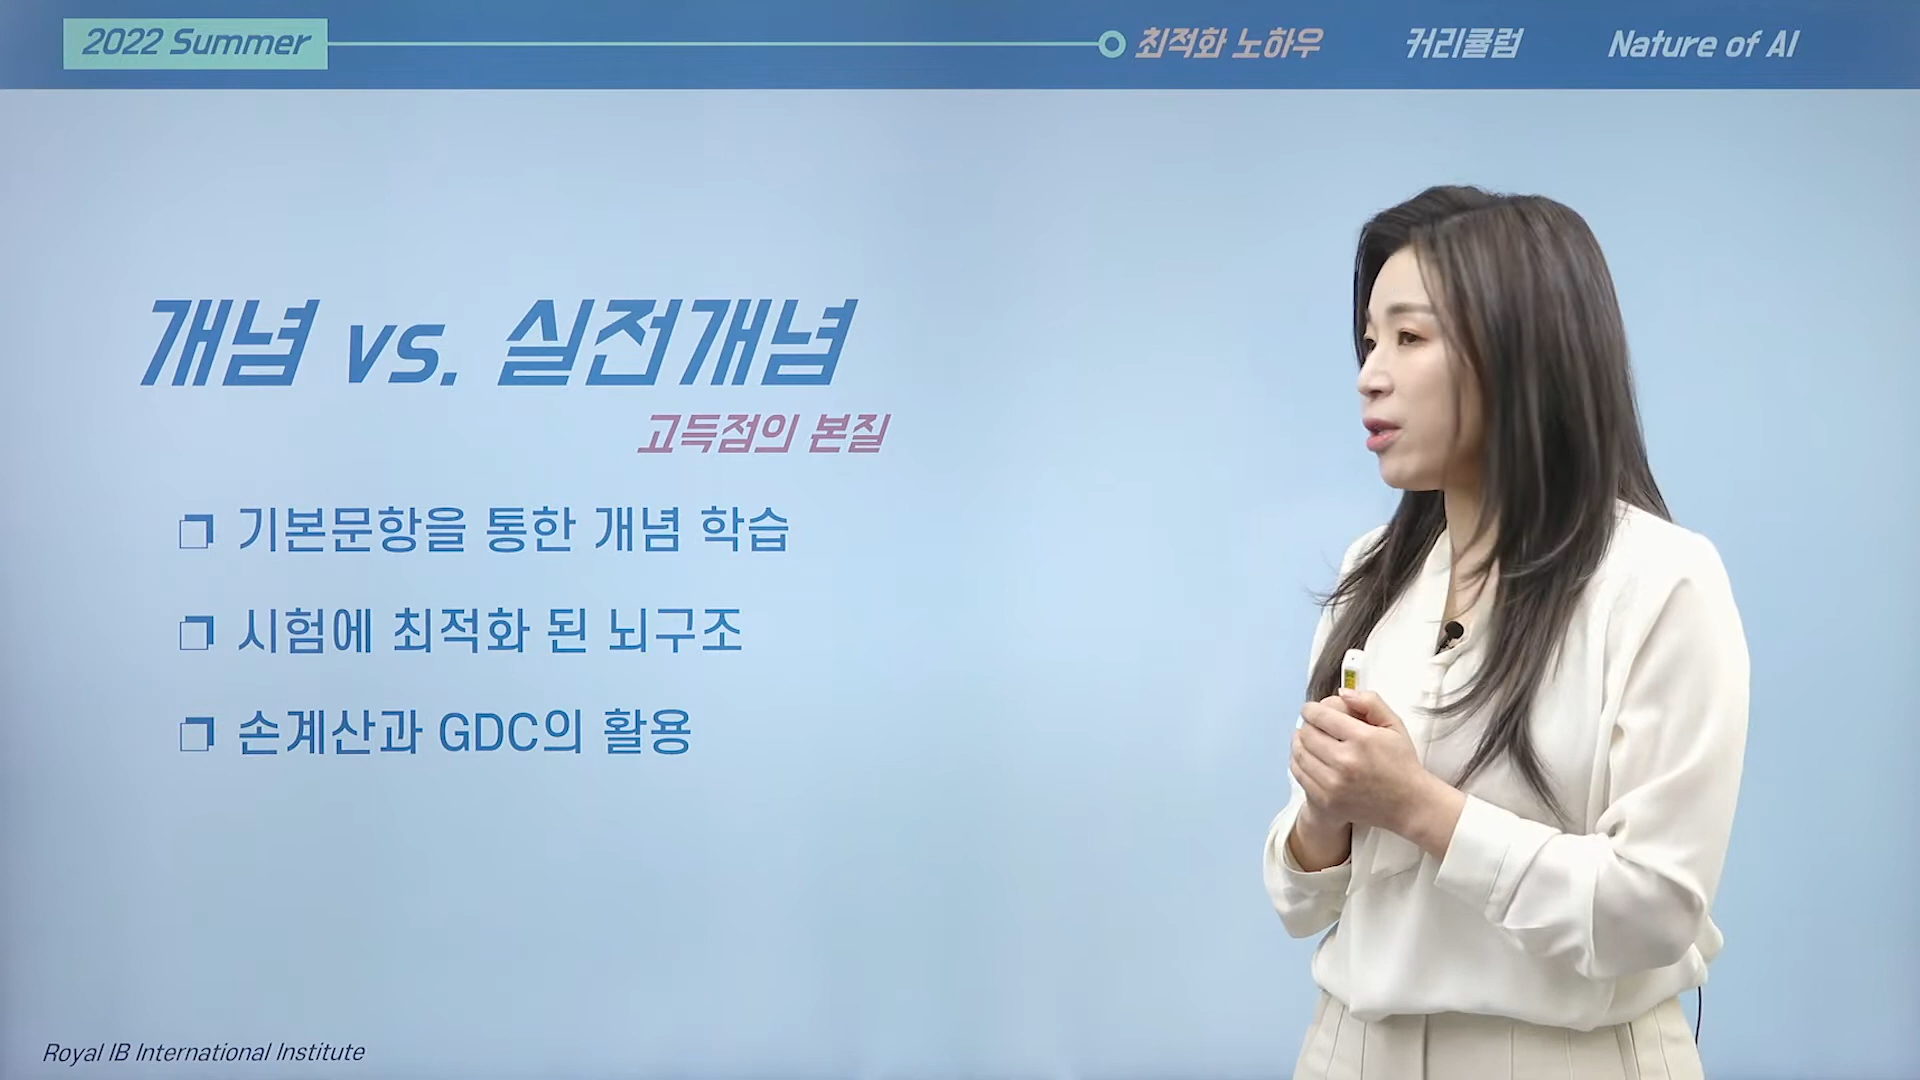 2022 Summer
최적화 노하우
커리큘럼
Nature of AI
개념 vs. 실전개념
고득점의 본질
기본문항을 통한 개념 학습
시험에 최적화 된 뇌구조
손계산과 GDC의 활용
Royal IB International Institute